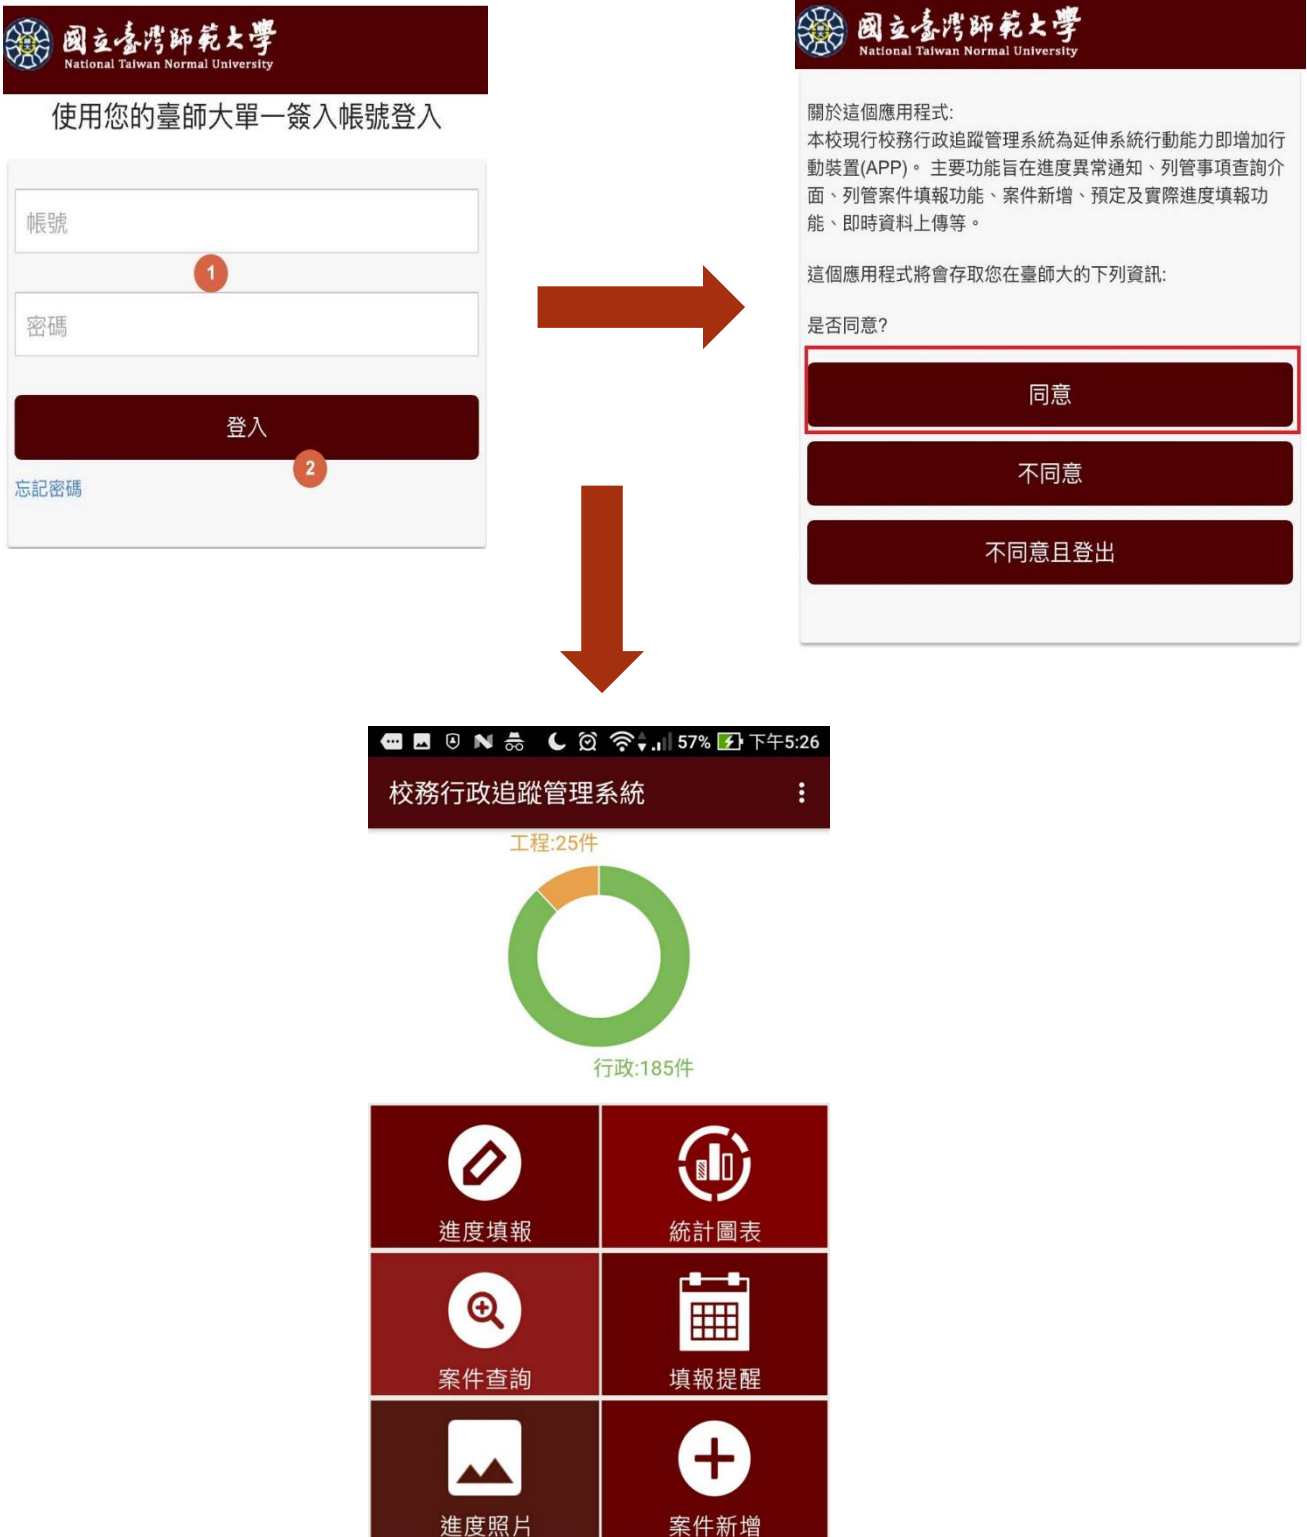 國立臺灣師範大學
National Taiwan Normal University
使用您的臺師大單一簽入帳號登入
帳號
1
密碼
登入
2
忘記密碼
國立臺灣師範大學
National Taiwan Normal University
關於這個應用程式:
本校現行校務行政追蹤管理系統為延伸系統行動能力即增加行
動裝置(APP)。 主要功能旨在進度異常通知、列管事項查詢介
面、列管案件填報功能、案件新增、預定及實際進度填報功
能、即時資料上傳等。
這個應用程式將會存取您在臺師大的下列資訊:
是否同意?
同意
不同意
不同意且登出
57% 下午5:26
校務行政追蹤管理系統
工程:25件
行政:185件
進度填報
統計圖表
案件查詢
填報提醒
進度照片
案件新增